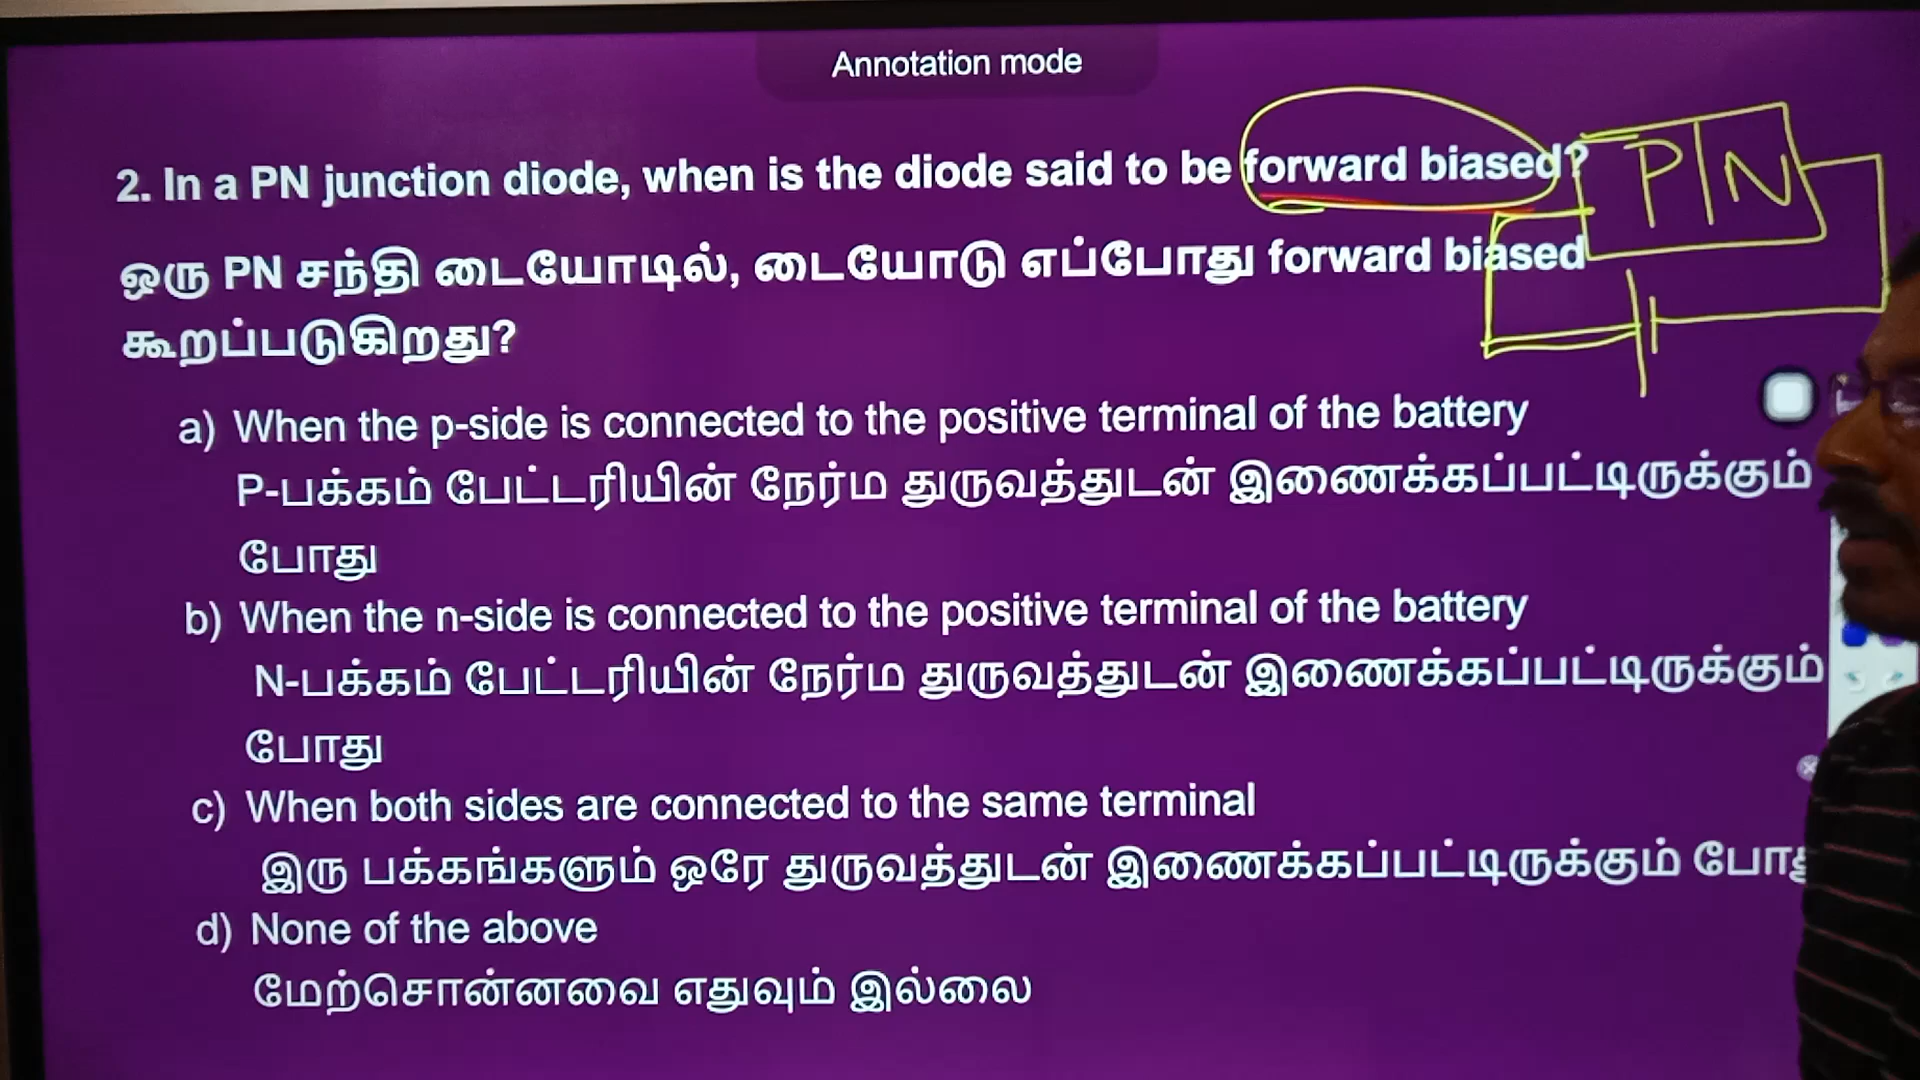 Annotation mode
2. In a PN junction diode, when is the diode said to be forward biased?
P N
ஒரு PN சந்தி டையோடில், டையோடு எப்போது forward biased
கூறப்படுகிறது?
a) When the p-side is connected to the positive terminal of the battery
P-பக்கம் பேட்டரியின் நேர்ம துருவத்துடன் இணைக்கப்பட்டிருக்கும்
போது
b) When the n-side is connected to the positive terminal of the battery
N-பக்கம் பேட்டரியின் நேர்ம துருவத்துடன் இணைக்கப்பட்டிருக்கும்
போது
c) When both sides are connected to the same terminal
இரு பக்கங்களும் ஒரே துருவத்துடன் இணைக்கப்பட்டிருக்கும்
d) None of the above
மேற்சொன்னவை எதுவும் இல்லை